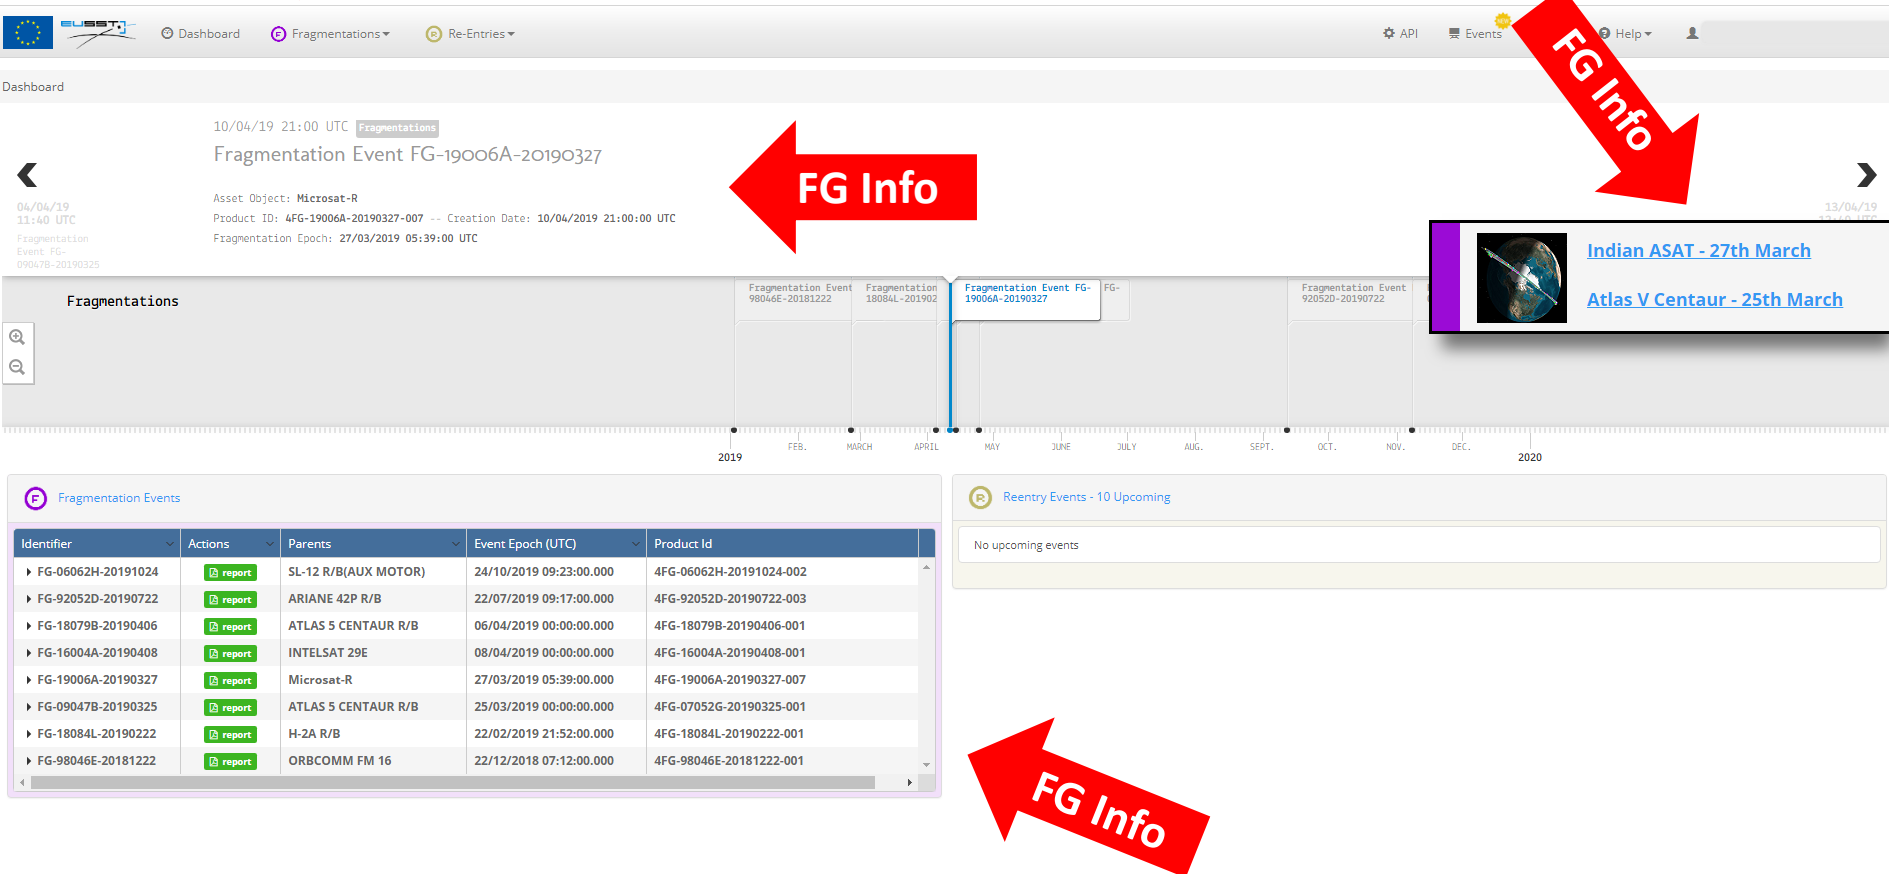 EUSST
Dashboard
Fragmentations
Re-Entries
API
Events
NEW
Help
FG Info
Dashboard
10/04/19 21:00 UTC Fragmentations
Fragmentation Event FG-19006A-20190327
Asset Object: Microsat-R
Product ID: 4FG-19006A-20190327-007 -- Creation Date: 10/04/2019 21:00:00 UTC
Fragmentation Epoch: 27/03/2019 05:39:00 UTC
FG Info
04/04/19
11:40 UTC
Fragmentation
Event FG-
09047B-20190325
13/04/19
Indian ASAT - 27th March
Atlas V Centaur - 25th March
Fragmentations
Fragmentation Event
98046E-20181222
Fragmentation
18084L-201902
Fragmentation Event FG-
19006A-20190327
FG-
Fragmentation Event
92052D-20190722
FEB. MARCH APRIL MAY JUNE JULY AUG. SEPT. OCT. NOV. DEC.
2019 2020
F Fragmentation Events
R Reentry Events - 10 Upcoming
No upcoming events
Identifier Actions Parents Event Epoch (UTC) Product Id
FG-06062H-20191024 report SL-12 R/B(AUX MOTOR) 24/10/2019 09:23:00.000 4FG-06062H-20191024-002
FG-92052D-20190722 report ARIANE 42P R/B 22/07/2019 09:17:00.000 4FG-92052D-20190722-003
FG-18079B-20190406 report ATLAS 5 CENTAUR R/B 06/04/2019 00:00:00.000 4FG-18079B-20190406-001
FG-16004A-20190408 report INTELSAT 29E 08/04/2019 00:00:00.000 4FG-16004A-20190408-001
FG-19006A-20190327 report Microsat-R 27/03/2019 05:39:00.000 4FG-19006A-20190327-007
FG-09047B-20190325 report ATLAS 5 CENTAUR R/B 25/03/2019 00:00:00.000 4FG-07052G-20190325-001
FG-18084L-20190222 report H-2A R/B 22/02/2019 21:52:00.000 4FG-18084L-20190222-001
FG-98046E-20181222 report ORBCOMM FM 16 22/12/2018 07:12:00.000 4FG-98046E-20181222-001
FG Info